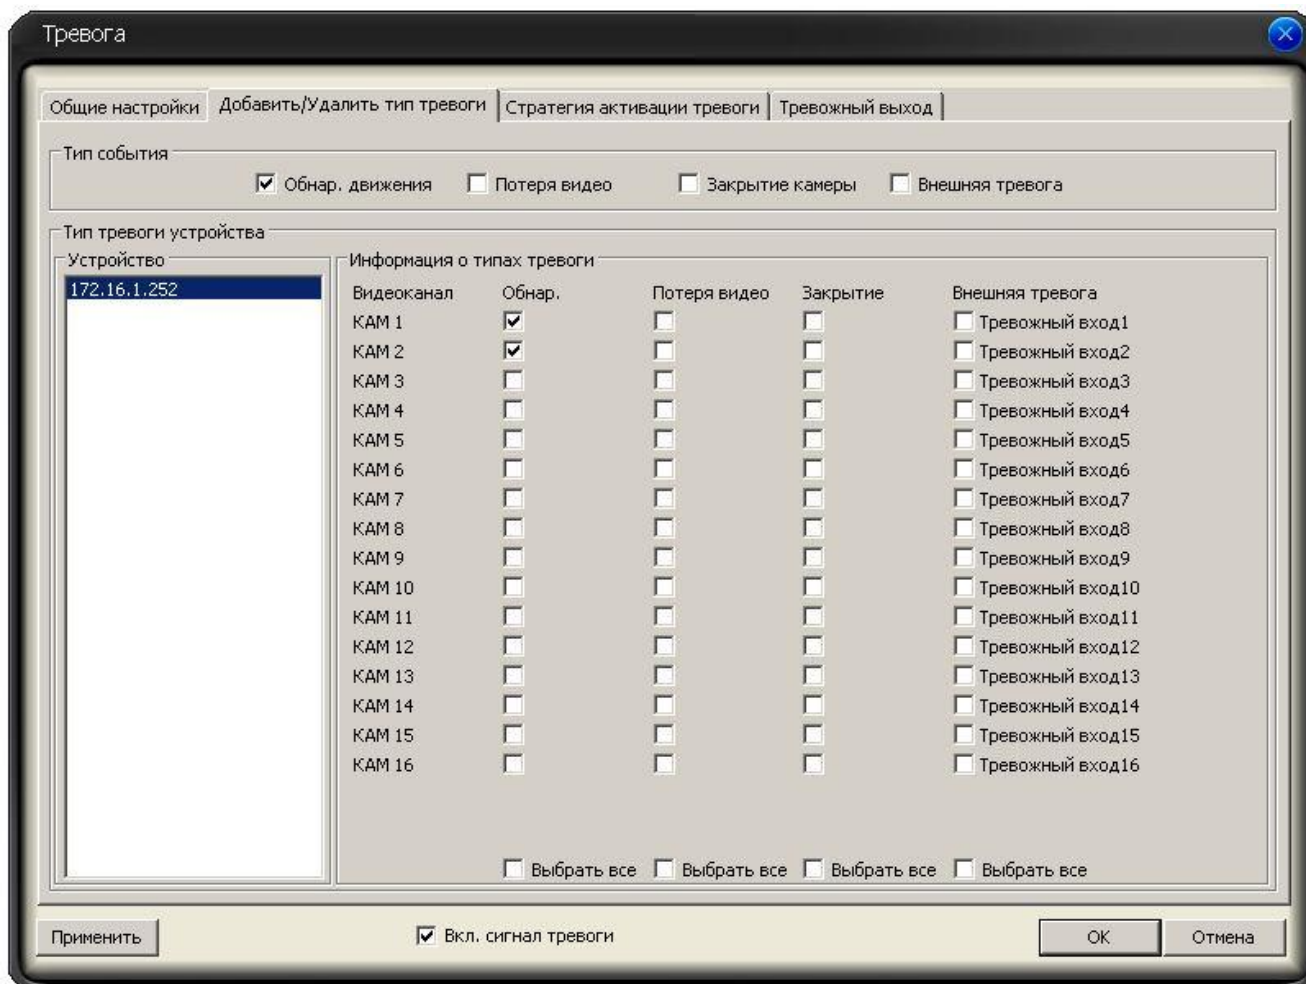 Тревога
Общие настройки Добавить/Удалить тип тревоги Стратегия активации тревоги Тревожный выход
Тип события
Обнар. движения Потеря видео Закрытие камеры Внешняя тревога
Тип тревоги устройства
Устройство Информация о типах тревоги
172.16.1.252 Видеоканал Обнар. Потеря видео Закрытие Внешняя тревога
КАМ 1 Тревожный вход1
КАМ 2 Тревожный вход2
КАМ 3 Тревожный вход3
КАМ 4 Тревожный вход4
КАМ 5 Тревожный вход5
КАМ 6 Тревожный вход6
КАМ 7 Тревожный вход7
КАМ 8 Тревожный вход8
КАМ 9 Тревожный вход9
КАМ 10 Тревожный вход10
КАМ 11 Тревожный вход11
КАМ 12 Тревожный вход12
КАМ 13 Тревожный вход13
КАМ 14 Тревожный вход14
КАМ 15 Тревожный вход15
КАМ 16 Тревожный вход16
Выбрать все Выбрать все Выбрать все Выбрать все
Применить Вкл. сигнал тревоги OK Отмена